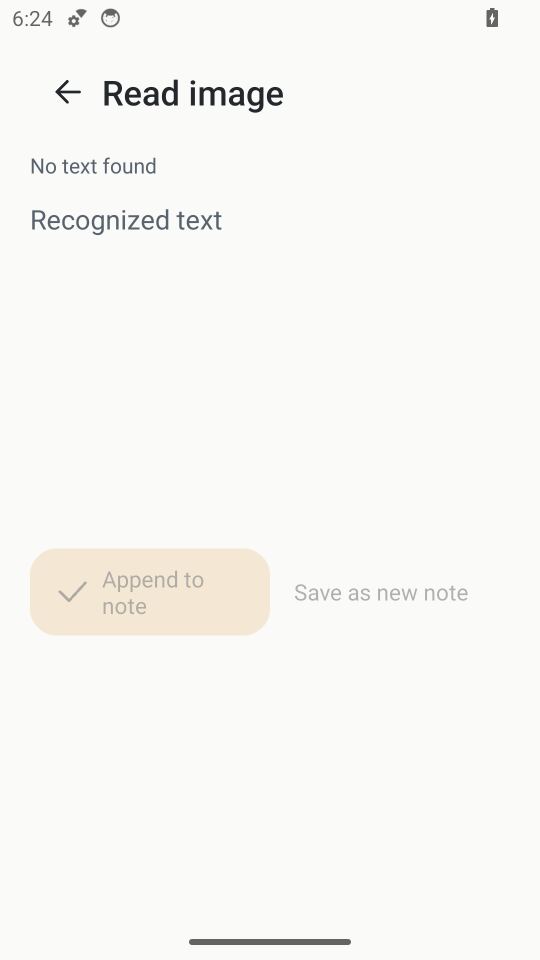 6:24
Read image
No text found
Recognized text
Append to
note
Save as new note